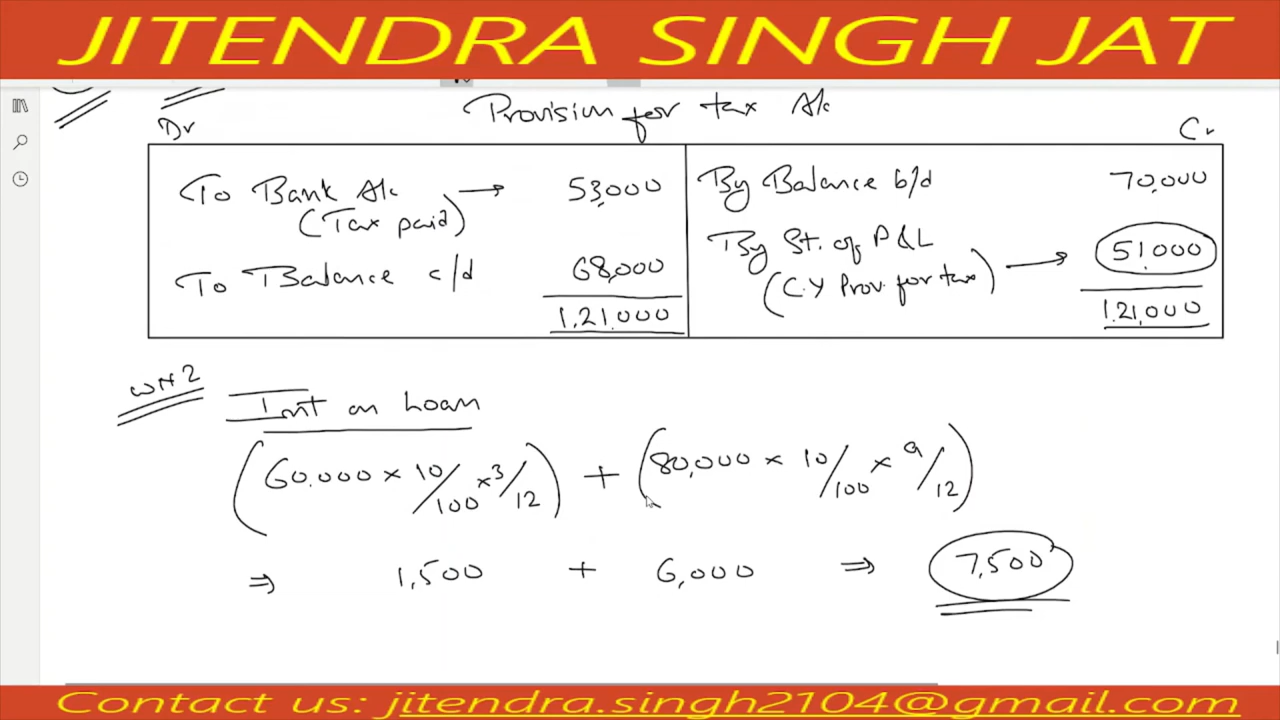 JITENDRA SINGH JAT
Provision for tax A/c
Dr
Cr
To Bank A/c → 53,000
(Tax paid)
To Balance c/d 68,000
1,21,000
By Balance b/d 70,000
By St. of P & L
(C.Y Prov. for tax) → 51,000
1,21,000
WN 2
Int on Loan
(60,000 × 10/100 × 3/12) + (80,000 × 10/100 × 9/12)
⇒ 1,500 + 6,000 ⇒ 7,500
Contact us: jitendra.singh2104@gmail.com